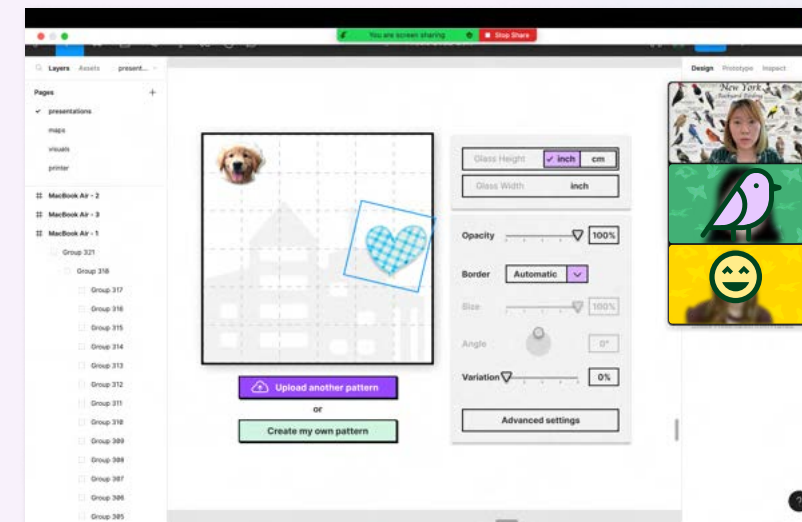 You are screen sharing
Stop Share
Layers Assets present...
Design Prototype Inspect
Pages
presentations
maps
visuals
printer
MacBook Air - 2
MacBook Air - 3
MacBook Air - 1
Group 321
Group 318
Group 317
Group 316
Group 315
Group 314
Group 313
Group 312
Group 311
Group 310
Group 309
Group 308
Group 307
Group 306
Group 305
Upload another pattern
or
Create my own pattern
Glass Height inch cm
Glass Width inch
Opacity 100%
Border Automatic
Size 100%
Angle 0°
Variation 0%
Advanced settings
New York
Backyard Birding
?